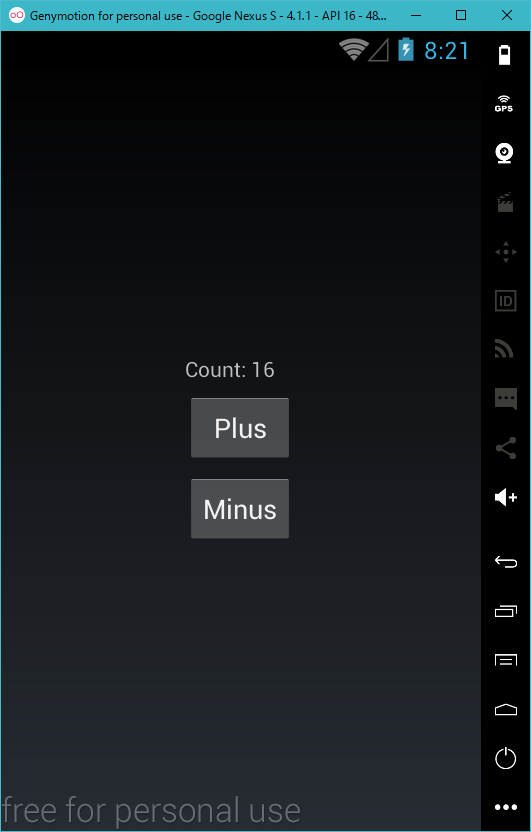 Genymotion for personal use - Google Nexus S - 4.1.1 - API 16 - 48...
8:21
GPS
ID
Count: 16
Plus
Minus
free for personal use